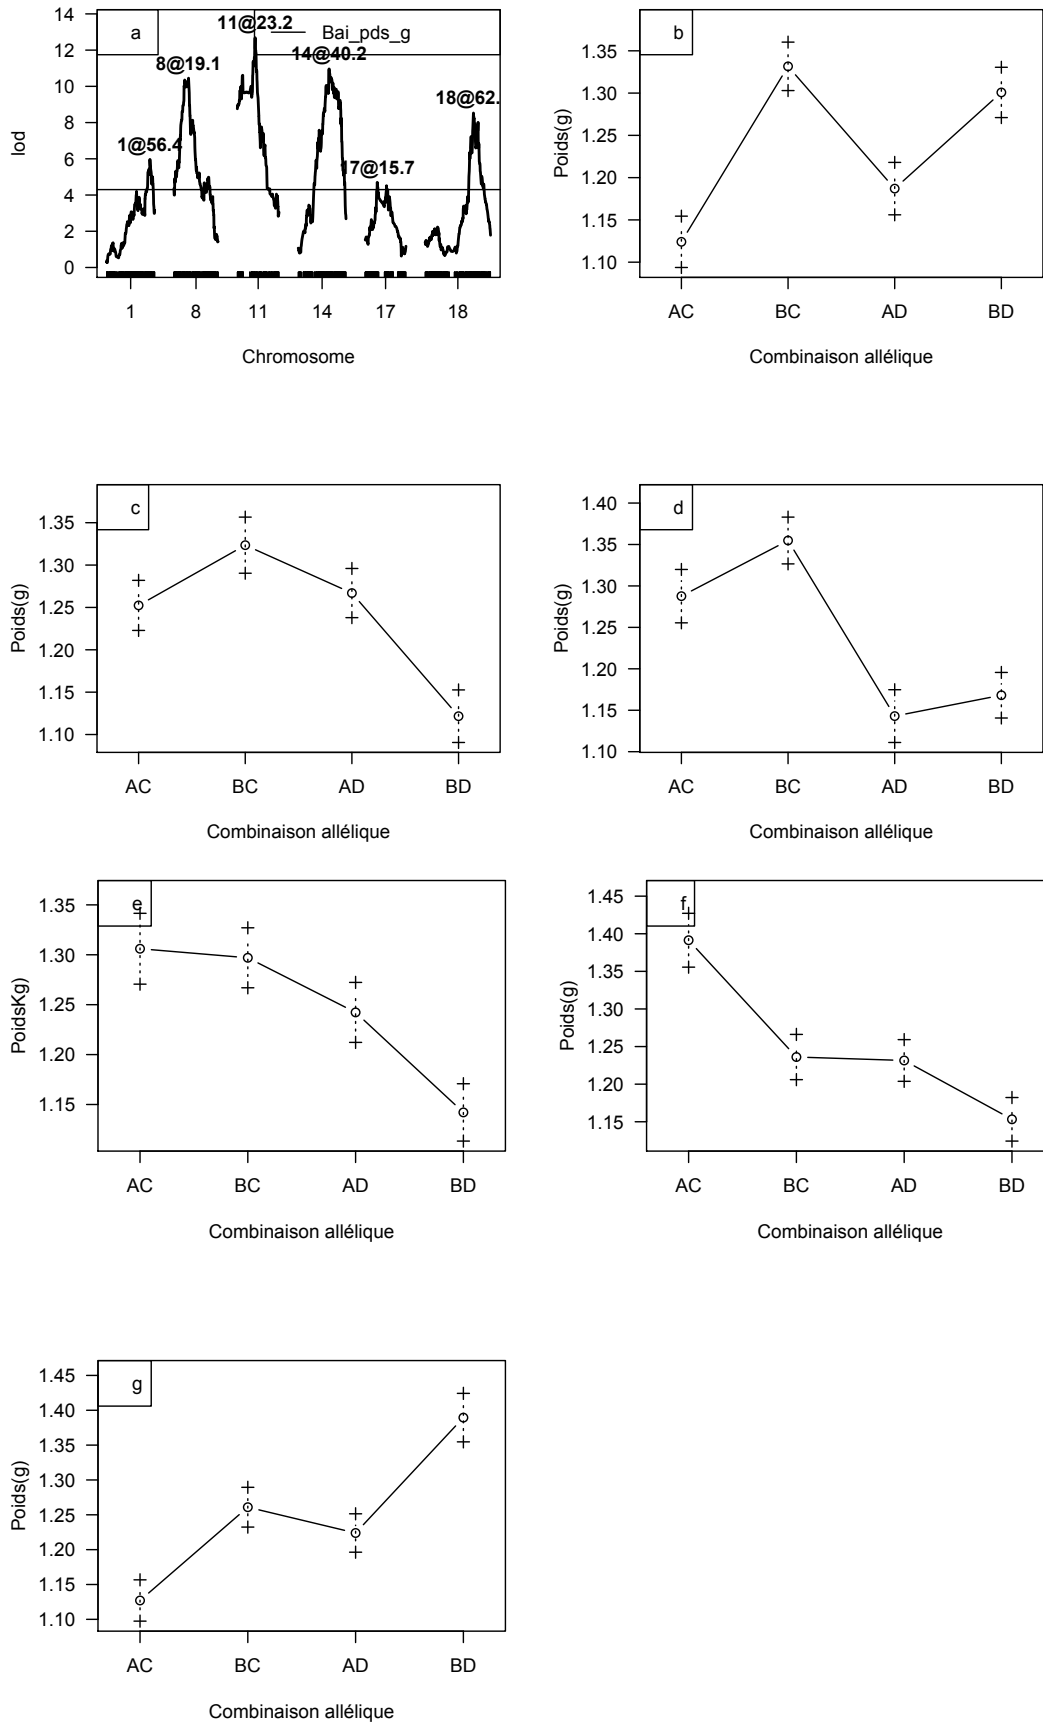 a
Bai_pds_g
14
12
10
8
6
4
2
0
lod
1@56.4
8@19.1
11@23.2
14@40.2
17@15.7
18@62.
1 8 11 14 17 18
Chromosome
b
1.35
1.30
1.25
1.20
1.15
1.10
Poids(g)
AC BC AD BD
Combinaison allélique
c
1.35
1.30
1.25
1.20
1.15
1.10
Poids(g)
AC BC AD BD
Combinaison allélique
d
1.40
1.35
1.30
1.25
1.20
1.15
1.10
Poids(g)
AC BC AD BD
Combinaison allélique
e
1.35
1.30
1.25
1.20
1.15
PoidsKg)
AC BC AD BD
Combinaison allélique
f
1.45
1.40
1.35
1.30
1.25
1.20
1.15
Poids(g)
AC BC AD BD
Combinaison allélique
g
1.45
1.40
1.35
1.30
1.25
1.20
1.15
1.10
Poids(g)
AC BC AD BD
Combinaison allélique